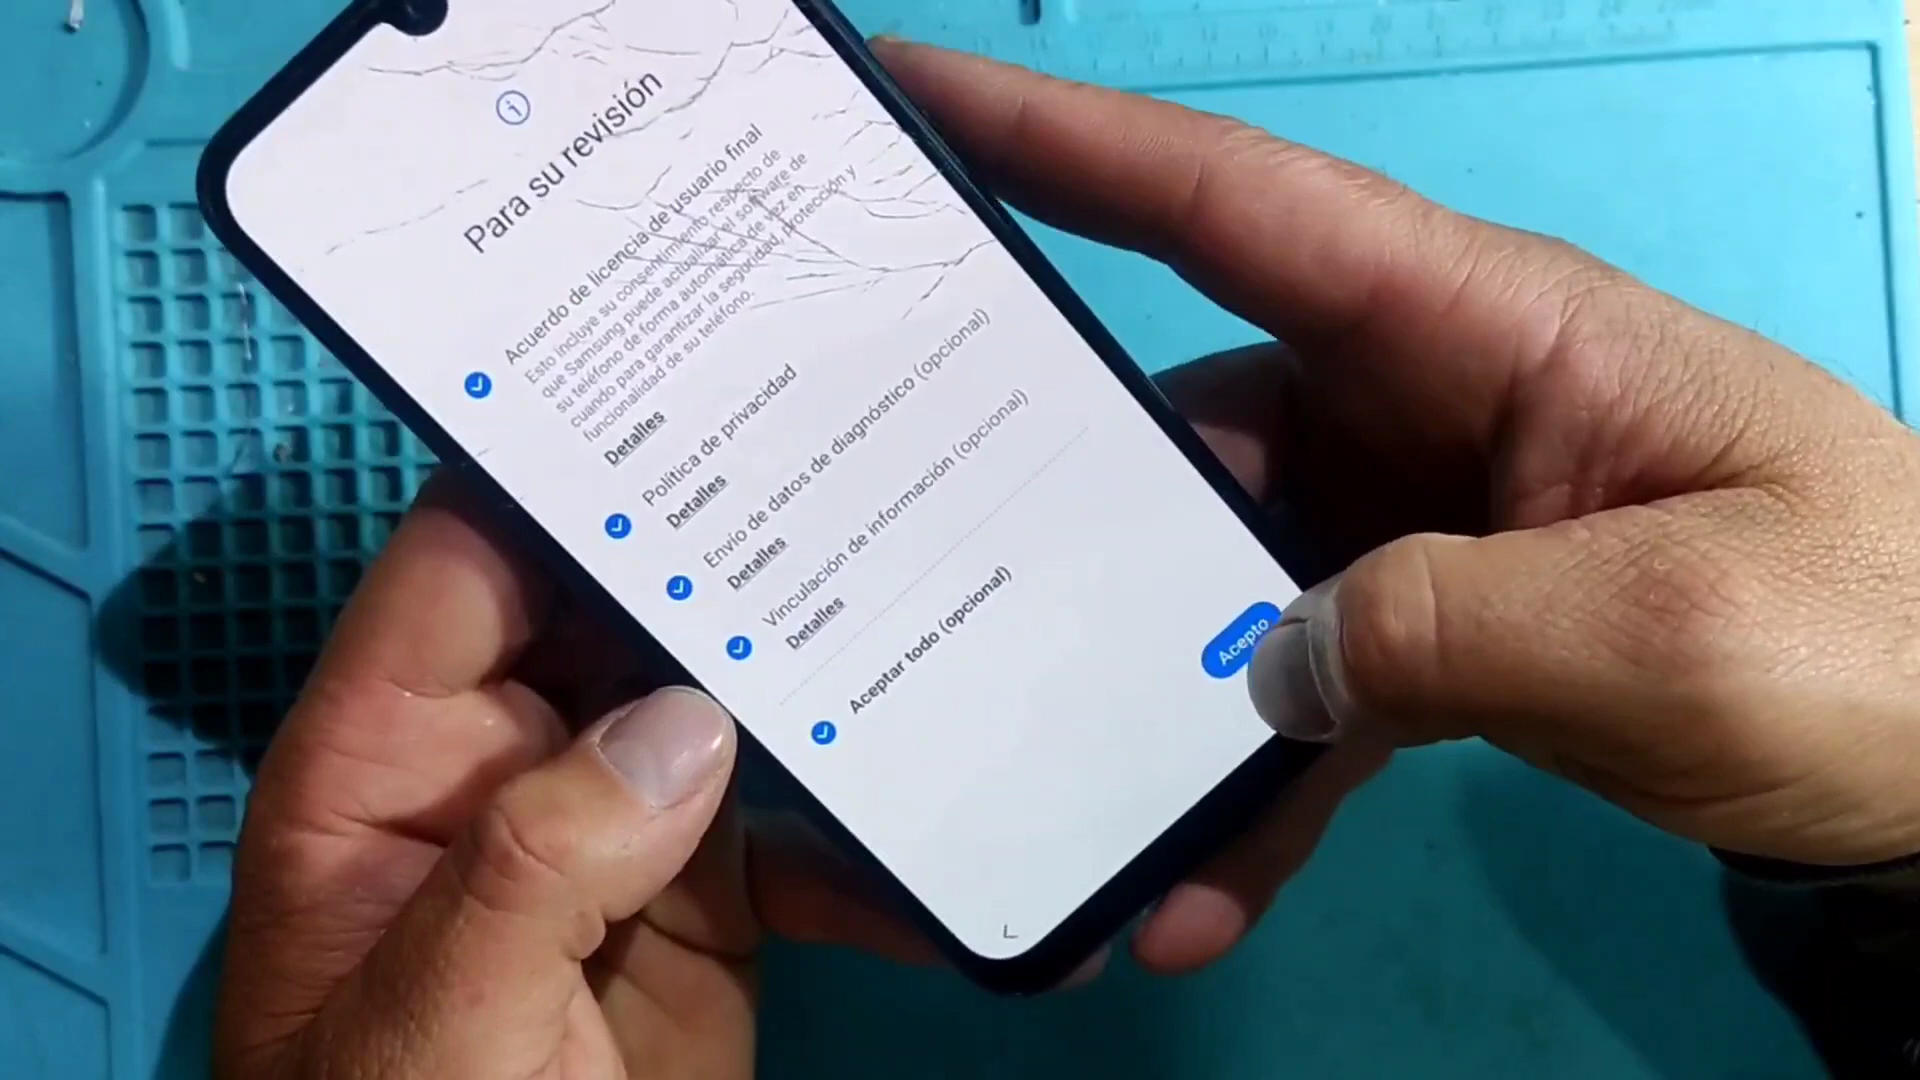 Para su revisión
Acuerdo de licencia de usuario final
Esto incluye su consentimiento respecto de
que Samsung puede actualizar el software de
su teléfono de forma automática de vez en
cuando para garantizar la seguridad, protección y
funcionalidad de su teléfono.
Detalles
Política de privacidad
Detalles
Envío de datos de diagnóstico (opcional)
Detalles
Vinculación de información (opcional)
Detalles
Aceptar todo (opcional)
Acepto